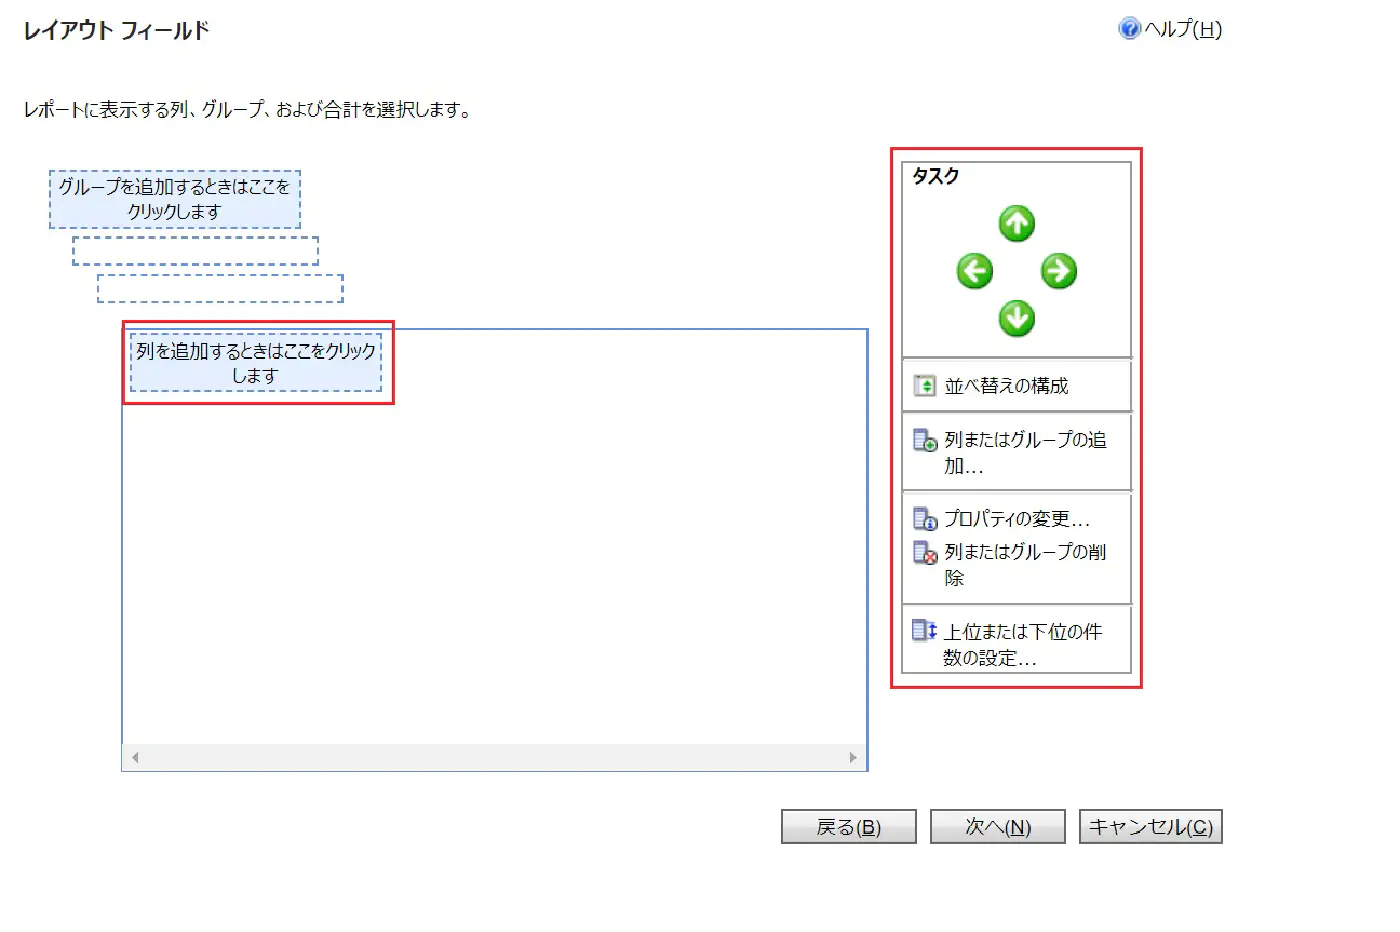 レイアウト フィールド
ヘルプ(H)
レポートに表示する列、グループ、および合計を選択します。
グループを追加するときはここを
クリックします
列を追加するときはここをクリック
します
タスク
並べ替えの構成
列またはグループの追
加...
プロパティの変更...
列またはグループの削
除
上位または下位の件
数の設定...
戻る(B)
次へ(N)
キャンセル(C)